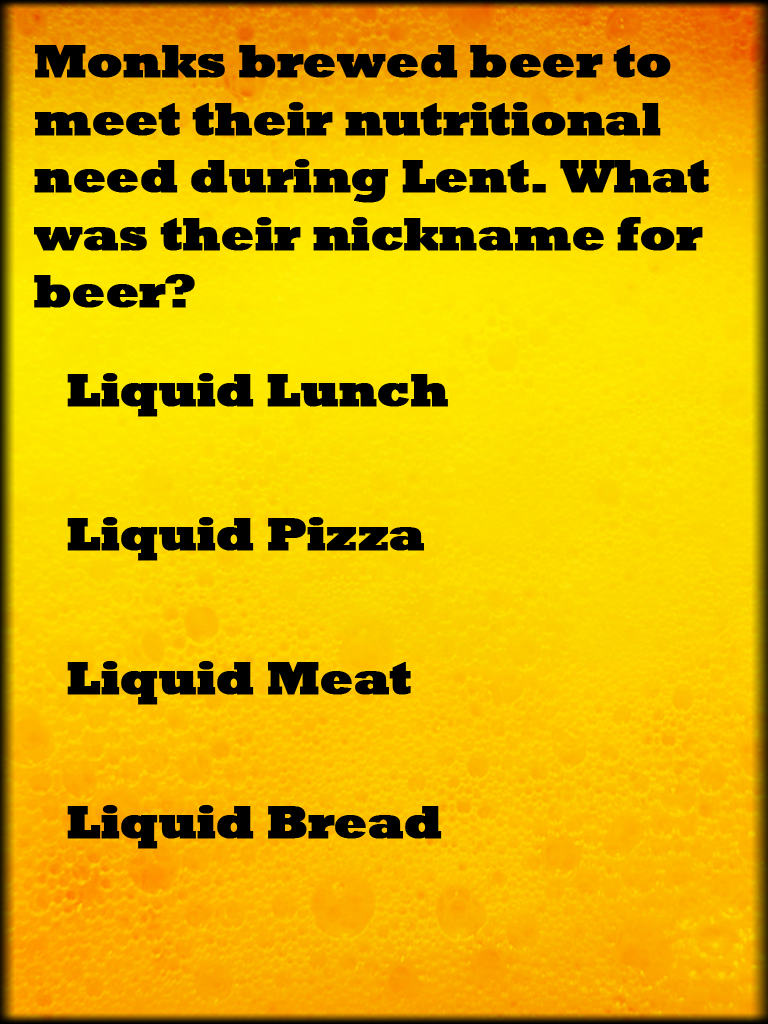 Monks brewed beer to
meet their nutritional
need during Lent. What
was their nickname for
beer?
Liquid Lunch
Liquid Pizza
Liquid Meat
Liquid Bread